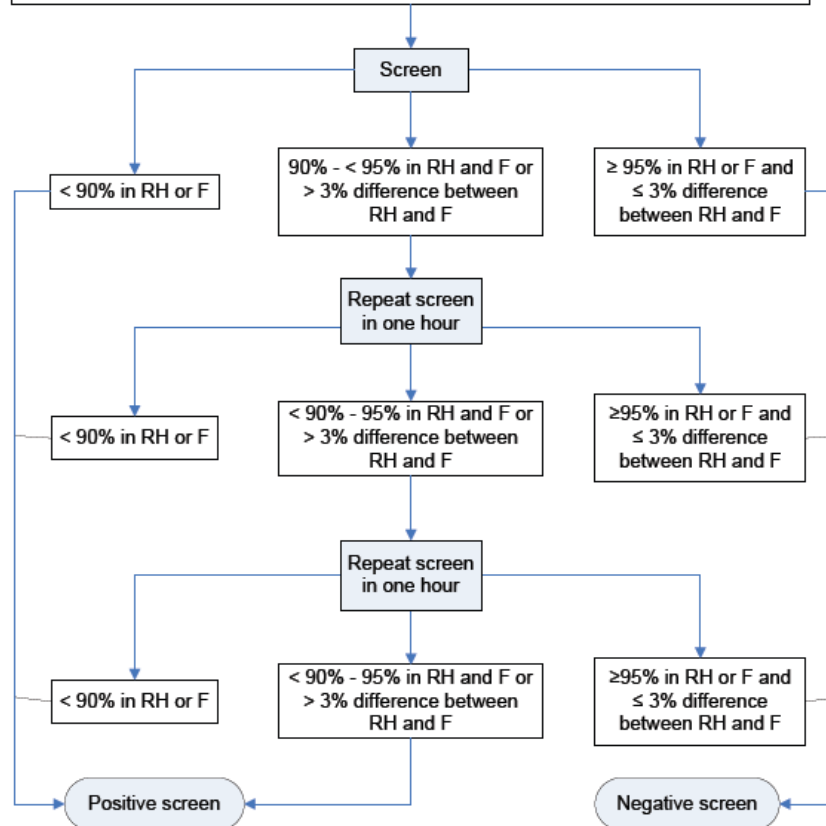 Screen
< 90% in RH or F
90% - < 95% in RH and F or
> 3% difference between
RH and F
≥ 95% in RH or F and
≤ 3% difference
between RH and F
Repeat screen
in one hour
< 90% in RH or F
< 90% - 95% in RH and F or
> 3% difference between
RH and F
≥95% in RH or F and
≤ 3% difference
between RH and F
Repeat screen
in one hour
< 90% in RH or F
< 90% - 95% in RH and F or
> 3% difference between
RH and F
≥95% in RH or F and
≤ 3% difference
between RH and F
Positive screen
Negative screen